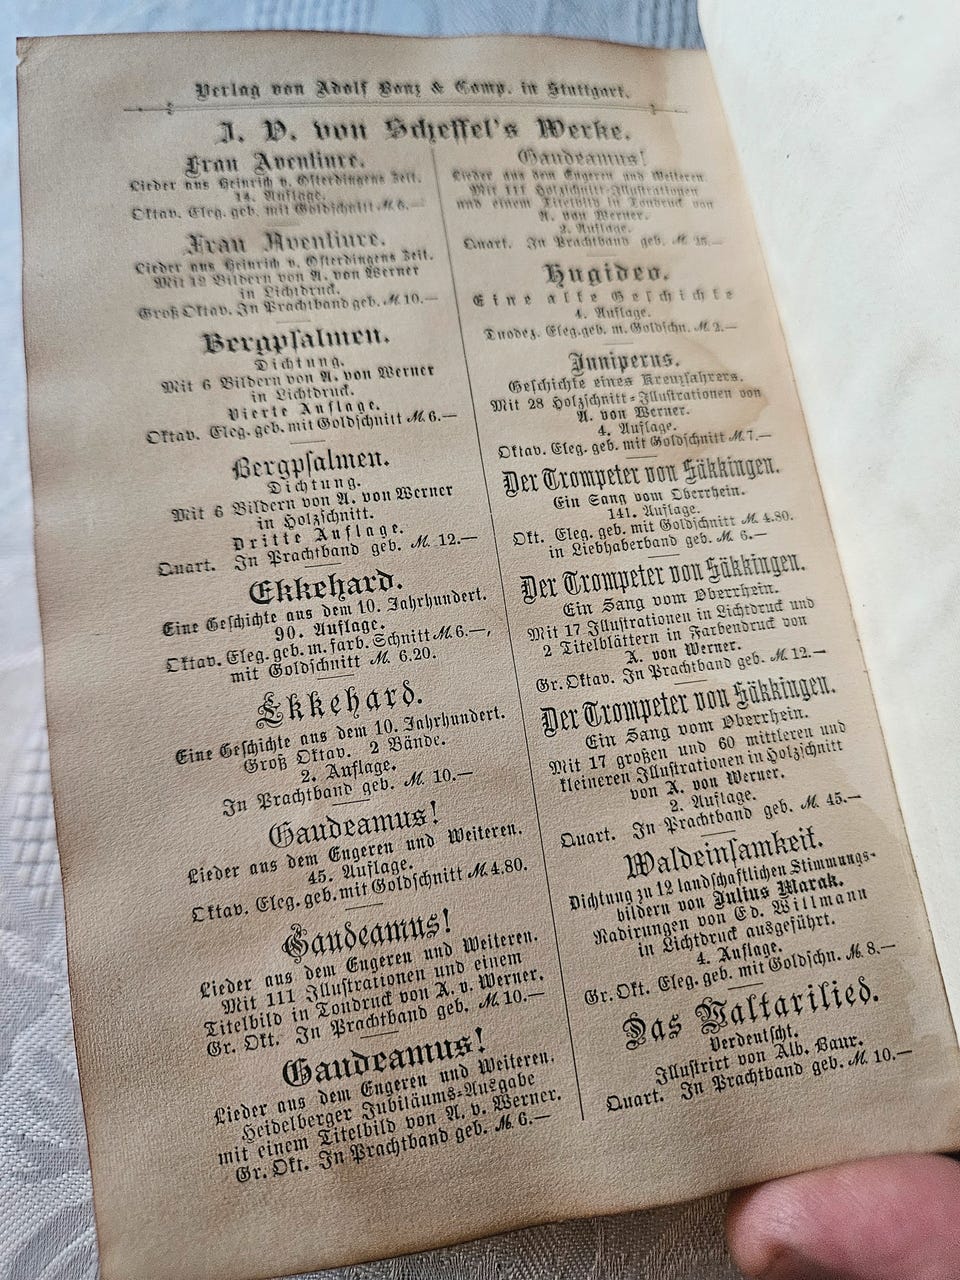 Verlag von Adolf Bonz & Comp. in Stuttgart.
J. V. von Scheffel's Werke.
Frau Aventiure.
Lieder aus Heinrich v. Ofterdingens Zeit.
14. Auflage.
Oktav. Eleg. geb. mit Goldschnitt M. 6.—
Frau Aventiure.
Lieder aus Heinrich v. Ofterdingens Zeit.
Mit 12 Bildern von A. von Werner
in Lichtdruck.
Groß Oktav. In Prachtband geb. M. 10.—
Bergpsalmen.
Dichtung.
Mit 6 Bildern von A. von Werner
in Lichtdruck.
Vierte Auflage.
Oktav. Eleg. geb. mit Goldschnitt M. 6.—
Bergpsalmen.
Dichtung.
Mit 6 Bildern von A. von Werner
in Holzschnitt.
Dritte Auflage.
Quart. In Prachtband geb. M. 12.—
Ekkehard.
Eine Geschichte aus dem 10. Jahrhundert.
90. Auflage.
Oktav. Eleg. geb. m. farb. Schnitt M. 6.—,
mit Goldschnitt M. 6.20.
Ekkehard.
Eine Geschichte aus dem 10. Jahrhundert.
Groß Oktav. 2 Bände.
2. Auflage.
In Prachtband geb. M. 10.—
Gaudeamus!
Lieder aus dem Engeren und Weiteren.
45. Auflage.
Oktav. Eleg. geb. mit Goldschnitt M. 4.80.
Gaudeamus!
Lieder aus dem Engeren und Weiteren.
Mit 111 Illustrationen und einem
Titelbild in Tondruck von A. v. Werner.
Gr. Okt. In Prachtband geb. M. 10.—
Gaudeamus!
Lieder aus dem Engeren und Weiteren.
Heidelberger Jubiläums-Ausgabe
mit einem Titelbild von A. v. Werner.
Gr. Okt. In Prachtband geb. M. 6.—
Gaudeamus!
Lieder aus dem Engeren und Weiteren.
Mit 111 Holzschnitt-Illustrationen
und einem Titelbild in Tondruck von
A. von Werner.
2. Auflage.
Quart. In Prachtband geb. M.
Hugideo.
Eine alte Geschichte
4. Auflage.
Duodez. Eleg. geb. m. Goldschn. M. 2.—
Juniperus.
Geschichte eines Kreuzfahrers.
Mit 28 Holzschnitt-Illustrationen von
A. von Werner.
4. Auflage.
Oktav. Eleg. geb. mit Goldschnitt M. 7.—
Der Trompeter von Säkkingen.
Ein Sang vom Oberrhein.
141. Auflage.
Okt. Eleg. geb. mit Goldschnitt M. 4.80.
in Liebhaberband geb. M. 6.—
Der Trompeter von Säkkingen.
Ein Sang vom Oberrhein.
Mit 17 Illustrationen in Lichtdruck und
2 Titelblättern in Farbendruck von
A. von Werner.
Gr. Oktav. In Prachtband geb. M. 12.—
Der Trompeter von Säkkingen.
Ein Sang vom Oberrhein.
Mit 17 großen und 60 mittleren und
kleineren Illustrationen in Holzschnitt
von A. von Werner.
2. Auflage.
Quart. In Prachtband geb. M. 45.—
Waldeinsamkeit.
Dichtung zu 12 landschaftlichen Stimmungs-
bildern von Julius Marak.
Radirungen von Ed. Willmann
in Lichtdruck ausgeführt.
4. Auflage.
Gr. Okt. Eleg. geb. mit Goldschn. M. 8.—
Das Waltarilied.
Verdeutscht.
Illustrirt von Alb. Baur.
Quart. In Prachtband geb. M. 10.—